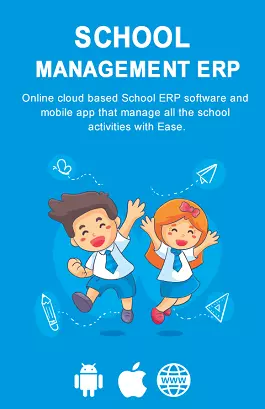 SCHOOL
MANAGEMENT ERP
Online cloud based School ERP software and
mobile app that manage all the school
activities with Ease.
WWW